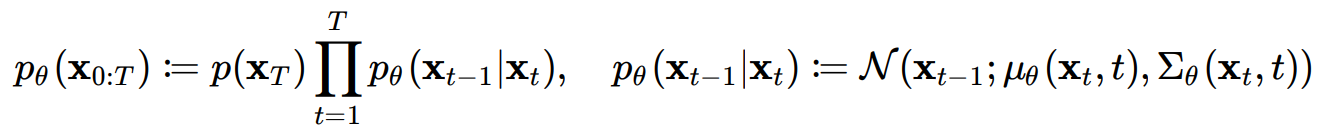 p_θ(𝐱_{0:T}) ≔ p(𝐱_T) ∏_{t=1}^{T} p_θ(𝐱_{t−1}|𝐱_t),    p_θ(𝐱_{t−1}|𝐱_t) ≔ 𝒩(𝐱_{t−1}; μ_θ(𝐱_t, t), Σ_θ(𝐱_t, t))